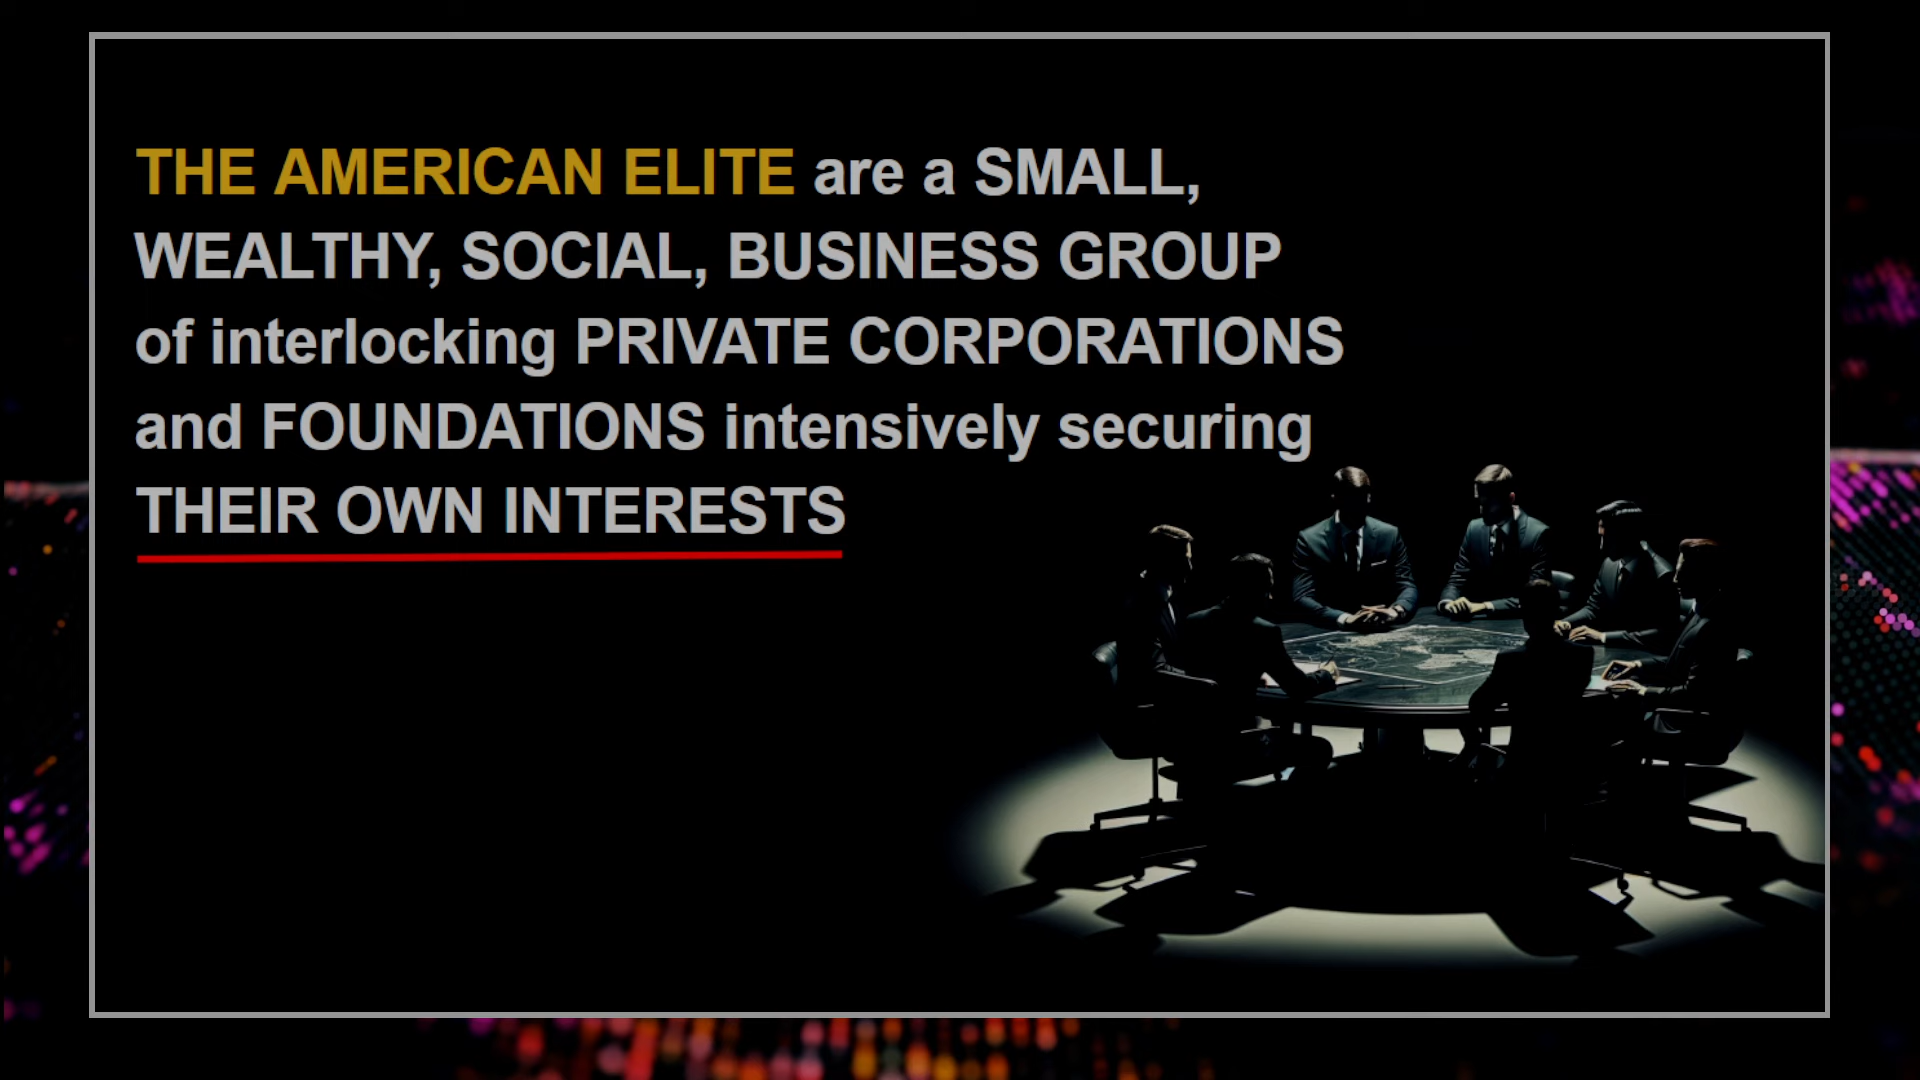 THE AMERICAN ELITE are a SMALL,
WEALTHY, SOCIAL, BUSINESS GROUP
of interlocking PRIVATE CORPORATIONS
and FOUNDATIONS intensively securing
THEIR OWN INTERESTS